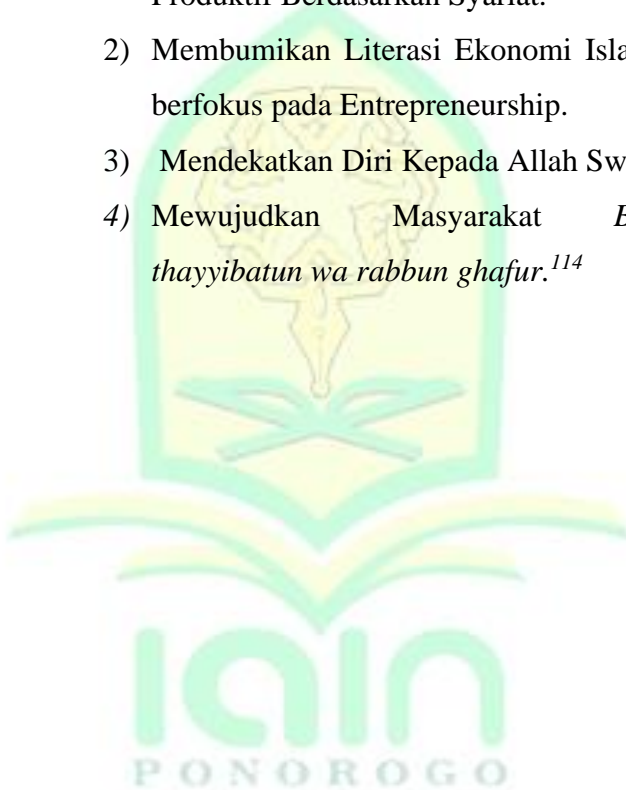 Produktif Berdasarkan Syariat.
2) Membumikan Literasi Ekonomi Isla
berfokus pada Entrepreneurship.
3) Mendekatkan Diri Kepada Allah Sw
4) Mewujudkan Masyarakat B
thayyibatun wa rabbun ghafur.114
iain
PONOROGO